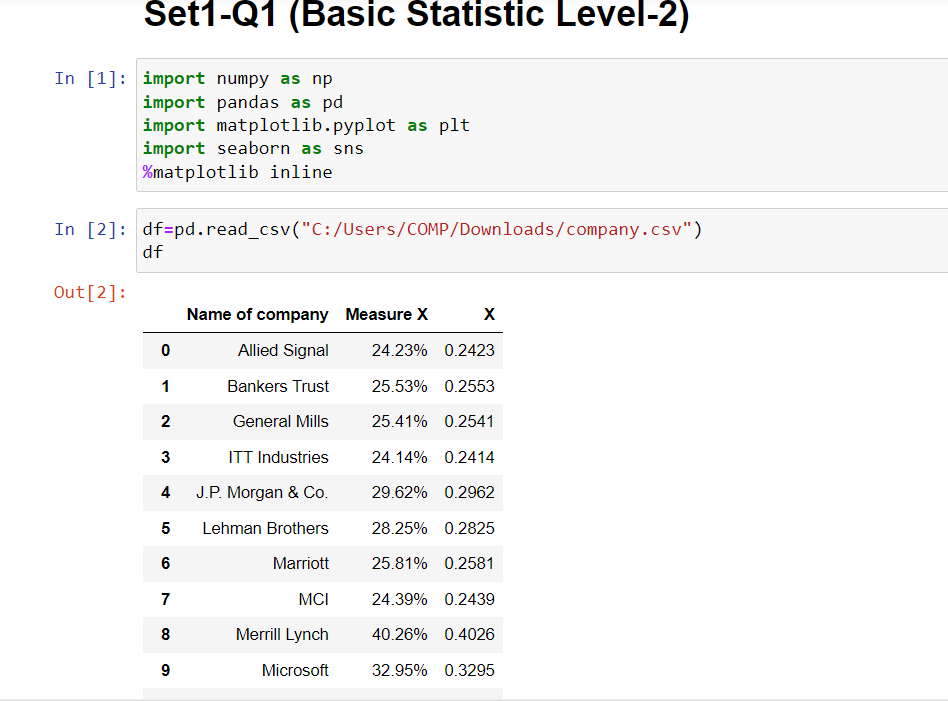 Set1-Q1 (Basic Statistic Level-2)
In [1]: import numpy as np
import pandas as pd
import matplotlib.pyplot as plt
import seaborn as sns
%matplotlib inline
In [2]: df=pd.read_csv("C:/Users/COMP/Downloads/company.csv")
df
Out[2]:
Name of company Measure X X
0 Allied Signal 24.23% 0.2423
1 Bankers Trust 25.53% 0.2553
2 General Mills 25.41% 0.2541
3 ITT Industries 24.14% 0.2414
4 J.P. Morgan & Co. 29.62% 0.2962
5 Lehman Brothers 28.25% 0.2825
6 Marriott 25.81% 0.2581
7 MCI 24.39% 0.2439
8 Merrill Lynch 40.26% 0.4026
9 Microsoft 32.95% 0.3295